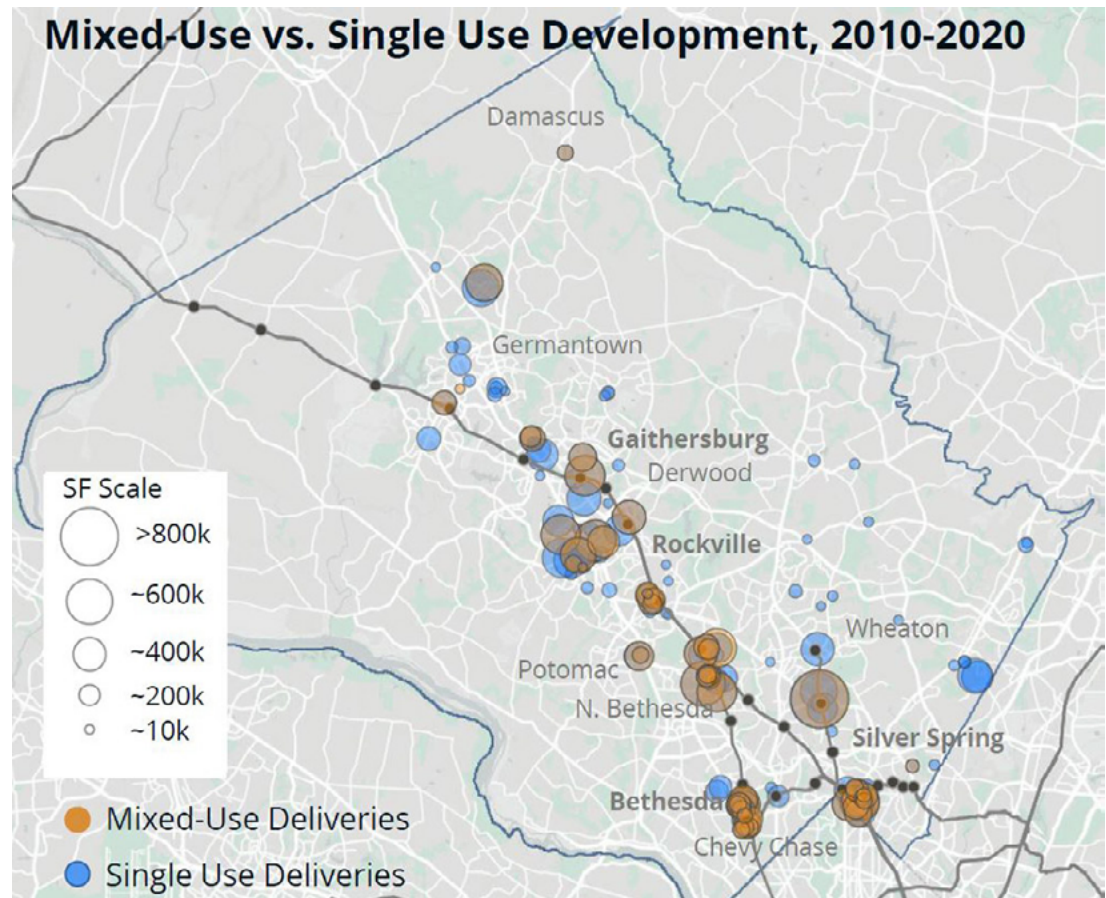 Mixed-Use vs. Single Use Development, 2010-2020
Damascus
Germantown
Gaithersburg
Derwood
SF Scale
>800k
~600k
~400k
~200k
~10k
Rockville
Wheaton
Potomac
N. Bethesda
Silver Spring
Bethesda
Chevy Chase
Mixed-Use Deliveries
Single Use Deliveries